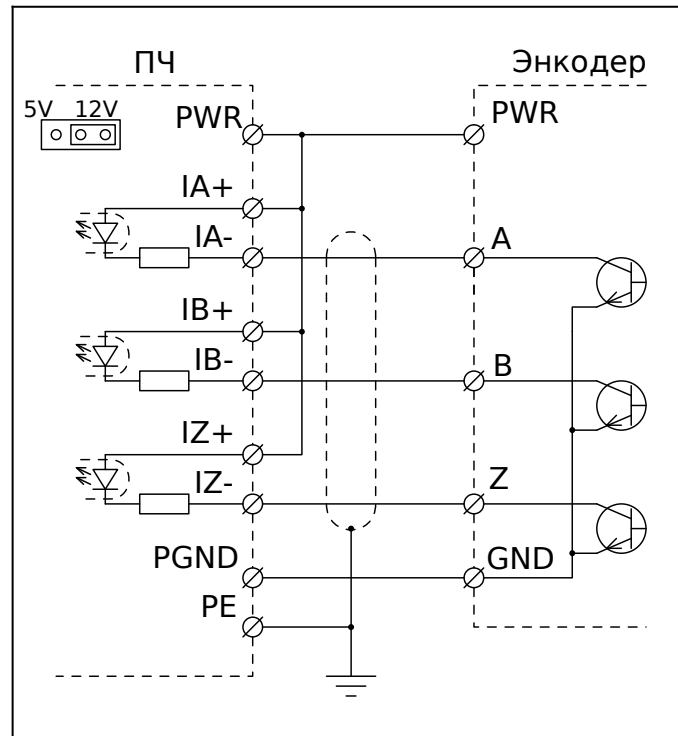 ПЧ
Энкодер
5V 12V
PWR
PWR
IA+
IA-
A
IB+
IB-
B
IZ+
IZ-
Z
PGND
GND
PE